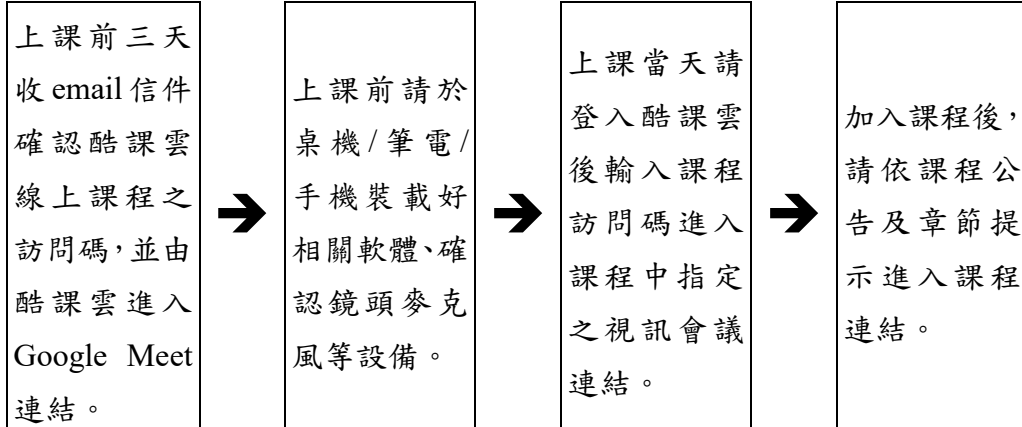 上課前三天
收 email 信件
確認酷課雲
線上課程之
訪問碼，並由
酷課雲進入
Google Meet
連結。
上課前請於
桌機/筆電/
手機裝載好
相關軟體、確
認鏡頭麥克
風等設備。
上課當天請
登入酷課雲
後輸入課程
訪問碼進入
課程中指定
之視訊會議
連結。
加入課程後，
請依課程公
告及章節提
示進入課程
連結。